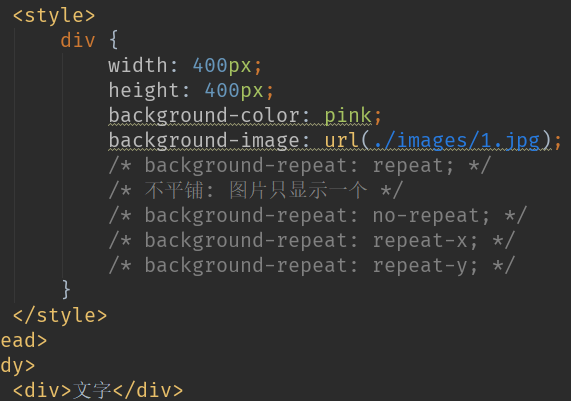 <style>
div {
width: 400px;
height: 400px;
background-color: pink;
background-image: url(./images/1.jpg);
/* background-repeat: repeat; */
/* 不平铺: 图片只显示一个 */
/* background-repeat: no-repeat; */
/* background-repeat: repeat-x; */
/* background-repeat: repeat-y; */
}
</style>
ead>
dy>
<div>文字</div>